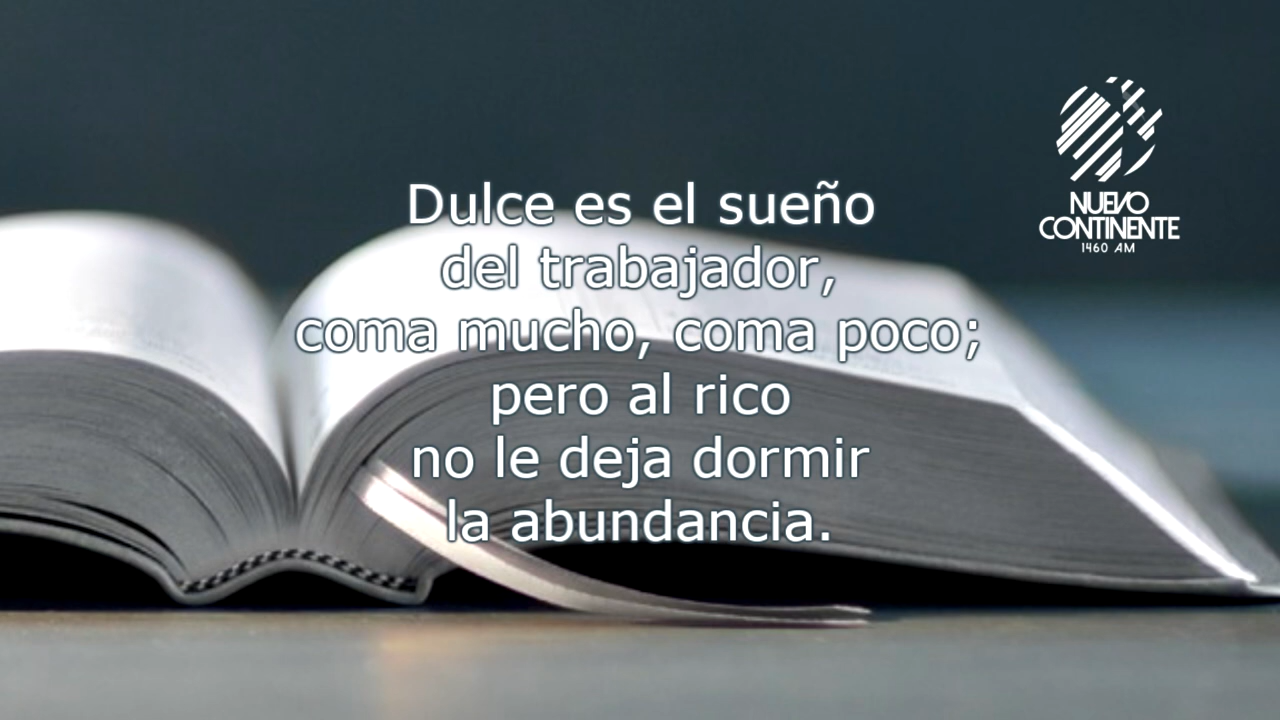 Dulce es el sueño
del trabajador,
coma mucho, coma poco;
pero al rico
no le deja dormir
la abundancia.
NUEVO
CONTINENTE
1460 AM